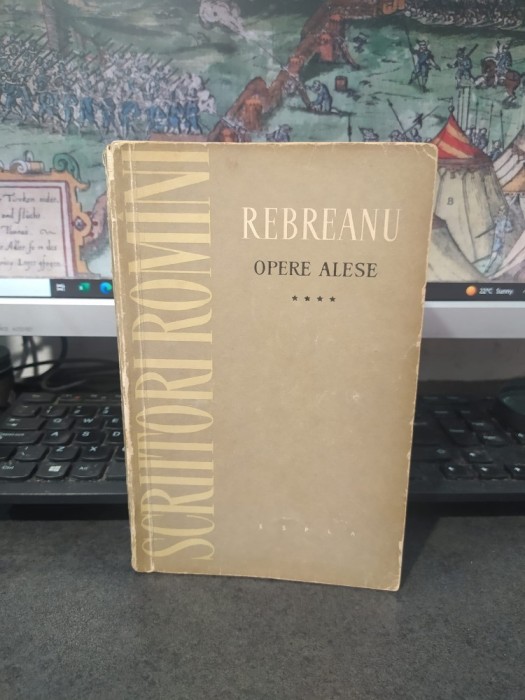 SCRIITORI ROMÎNI
REBREANU
OPERE ALESE
★★★★
E S P L A
22°C Sunny
B